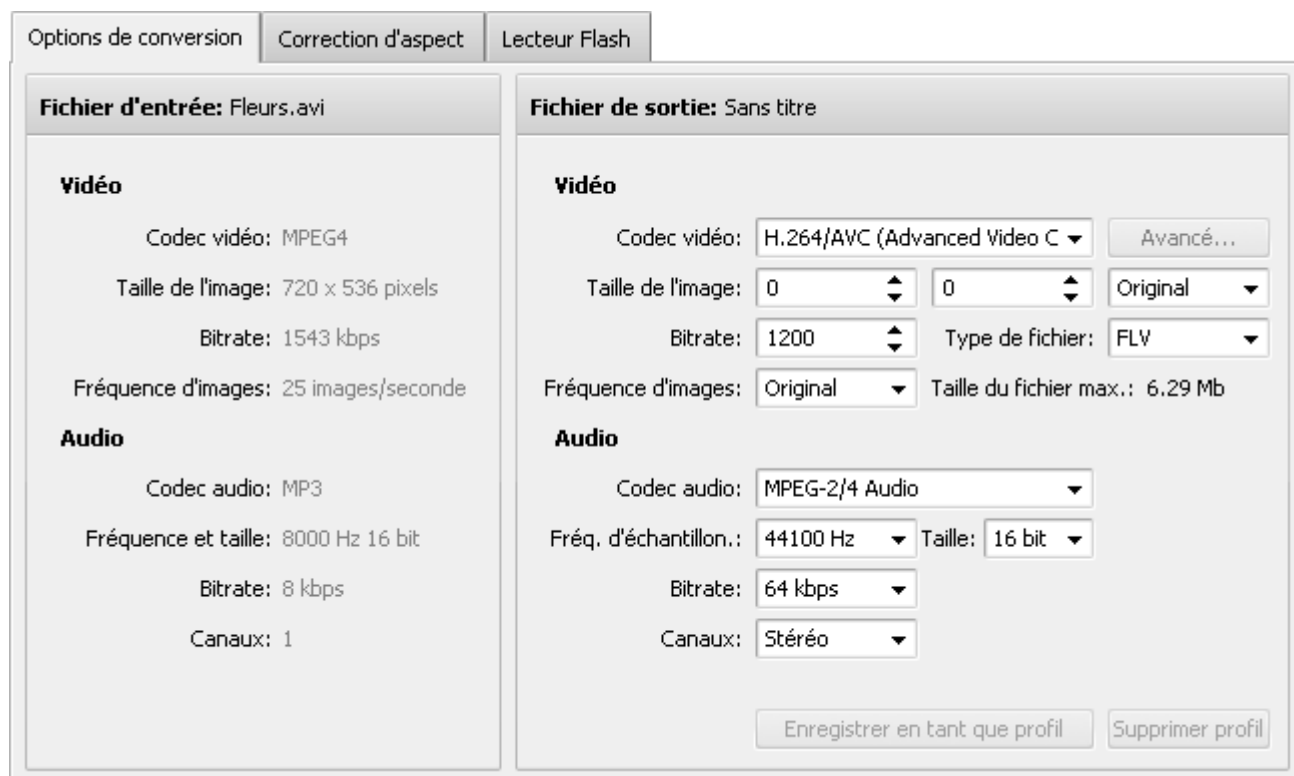 Options de conversion Correction d'aspect Lecteur Flash
Fichier d'entrée: Fleurs.avi
Vidéo
Codec vidéo: MPEG4
Taille de l'image: 720 x 536 pixels
Bitrate: 1543 kbps
Fréquence d'images: 25 images/seconde
Audio
Codec audio: MP3
Fréquence et taille: 8000 Hz 16 bit
Bitrate: 8 kbps
Canaux: 1
Fichier de sortie: Sans titre
Vidéo
Codec vidéo: H.264/AVC (Advanced Video C Avancé...
Taille de l'image: 0 0 Original
Bitrate: 1200 Type de fichier: FLV
Fréquence d'images: Original Taille du fichier max.: 6.29 Mb
Audio
Codec audio: MPEG-2/4 Audio
Fréq. d'échantillon.: 44100 Hz Taille: 16 bit
Bitrate: 64 kbps
Canaux: Stéréo
Enregistrer en tant que profil Supprimer profil